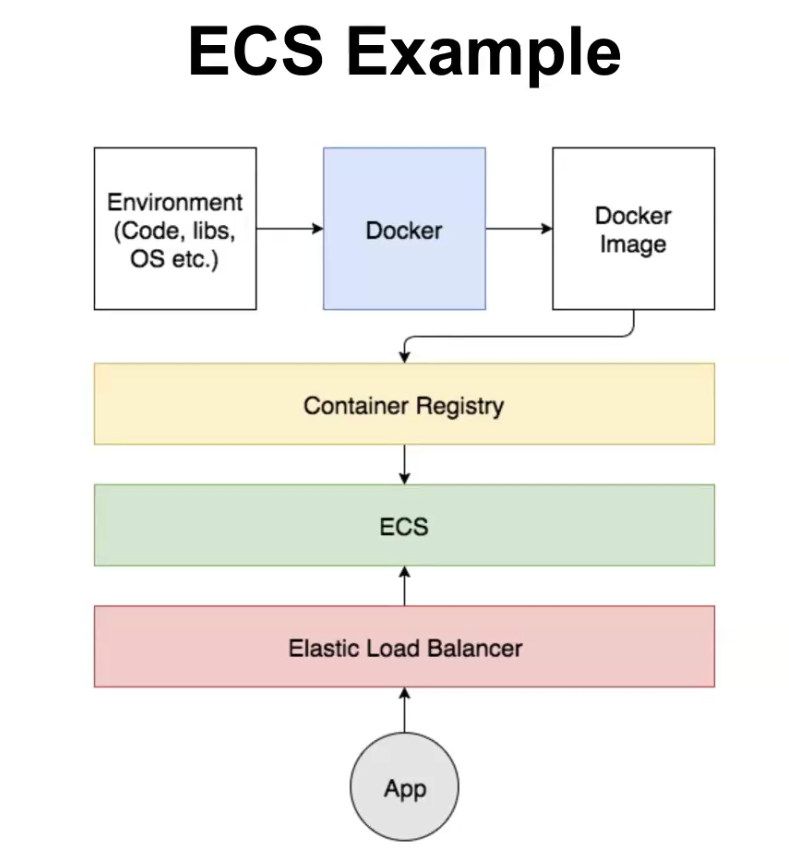 ECS Example
Environment
(Code, libs,
OS etc.)
Docker
Docker
Image
Container Registry
ECS
Elastic Load Balancer
App